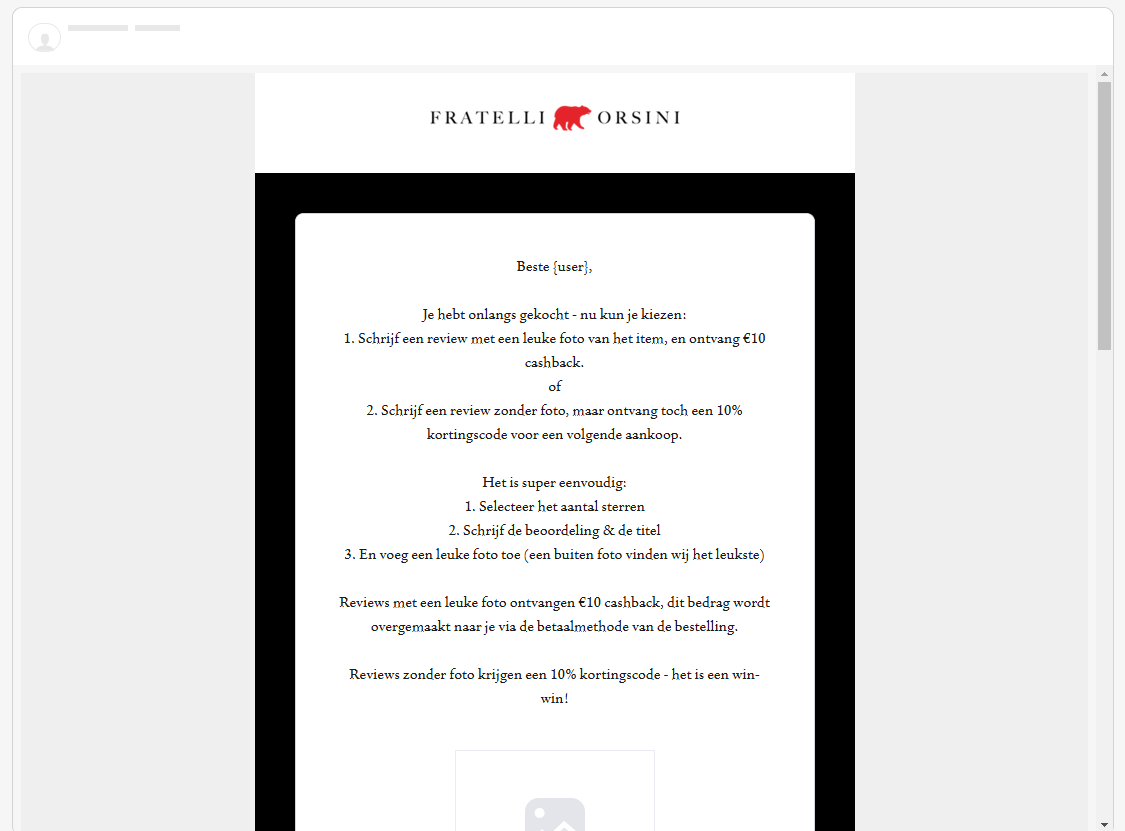 FRATELLI ORSINI
Beste {user},
Je hebt onlangs gekocht - nu kun je kiezen:
1. Schrijf een review met een leuke foto van het item, en ontvang €10
cashback.
of
2. Schrijf een review zonder foto, maar ontvang toch een 10%
kortingscode voor een volgende aankoop.
Het is super eenvoudig:
1. Selecteer het aantal sterren
2. Schrijf de beoordeling & de titel
3. En voeg een leuke foto toe (een buiten foto vinden wij het leukste)
Reviews met een leuke foto ontvangen €10 cashback, dit bedrag wordt
overgemaakt naar je via de betaalmethode van de bestelling.
Reviews zonder foto krijgen een 10% kortingscode - het is een win-
win!